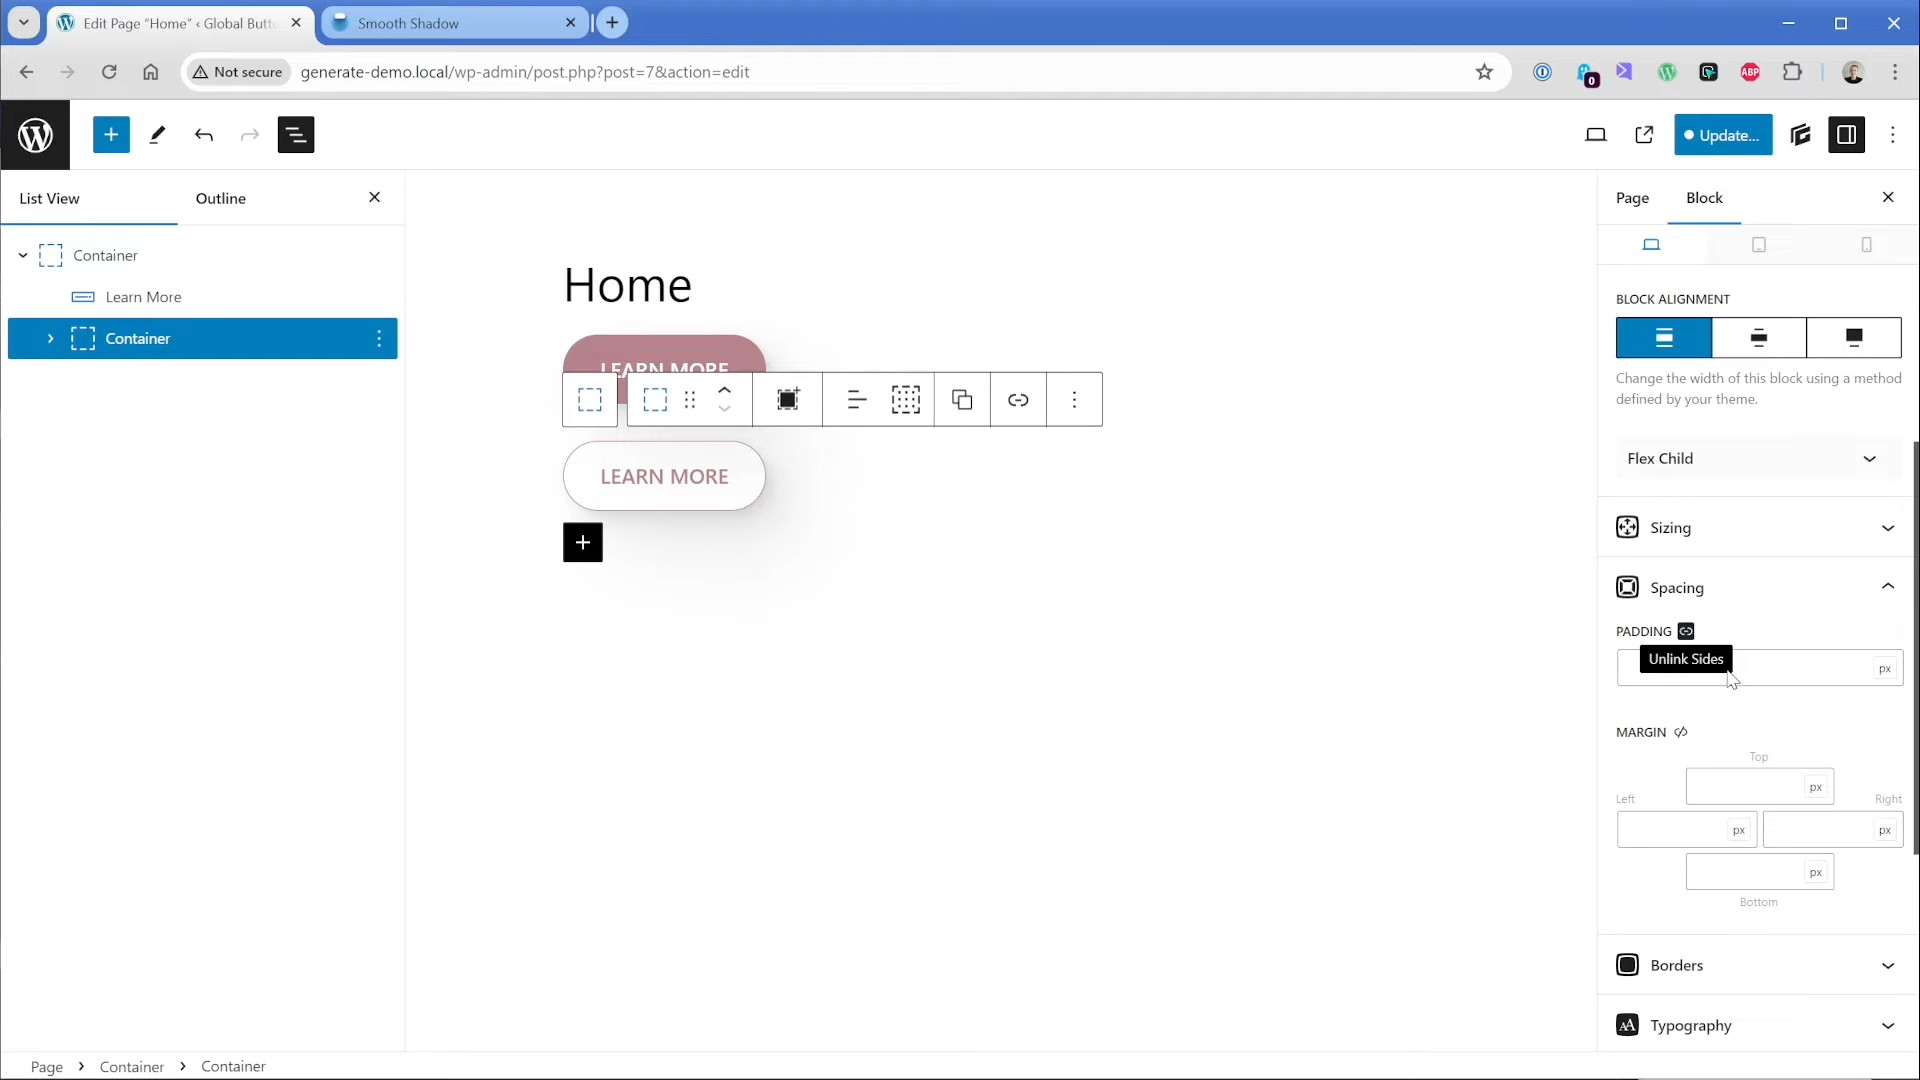 Edit Page “Home” ‹ Global Butt
Smooth Shadow
Not secure
generate-demo.local/wp-admin/post.php?post=7&action=edit
0
ABP
Update...
List View
Outline
Page
Block
Container
Learn More
Container
Home
LEARN MORE
LEARN MORE
BLOCK ALIGNMENT
Change the width of this block using a method
defined by your theme.
Flex Child
Sizing
Spacing
PADDING
Unlink Sides
px
MARGIN
Top
px
Left
Right
px
px
px
Bottom
Borders
AA
Typography
Page
Container
Container